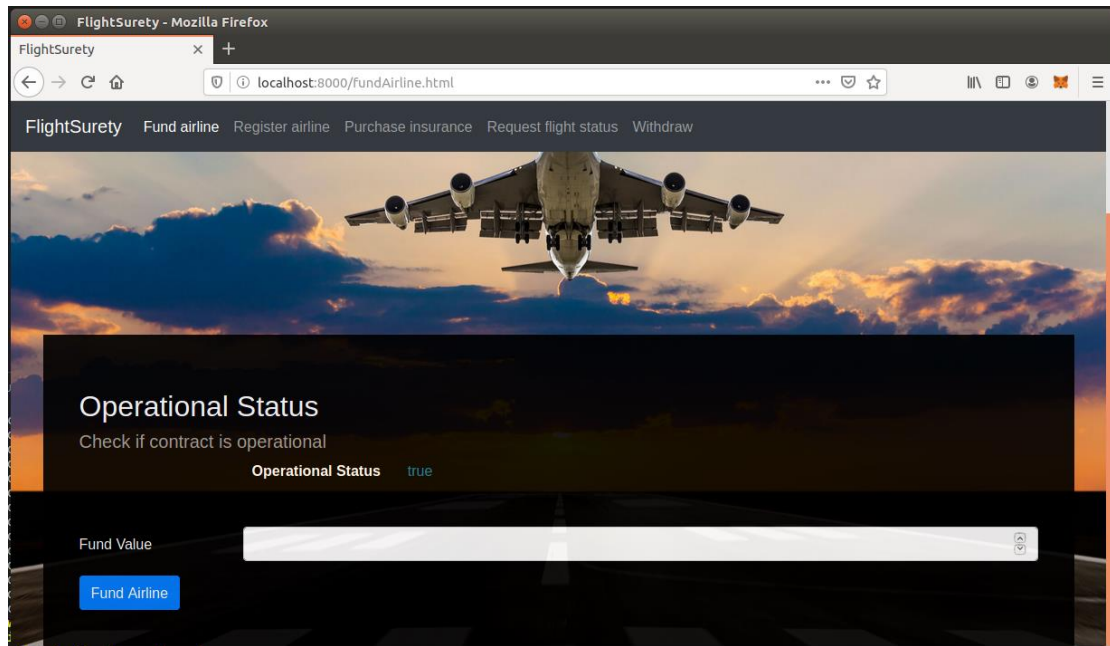 FlightSurety - Mozilla Firefox
FlightSurety
localhost:8000/fundAirline.html
FlightSurety Fund airline Register airline Purchase insurance Request flight status Withdraw
Operational Status
Check if contract is operational
Operational Status true
Fund Value
Fund Airline